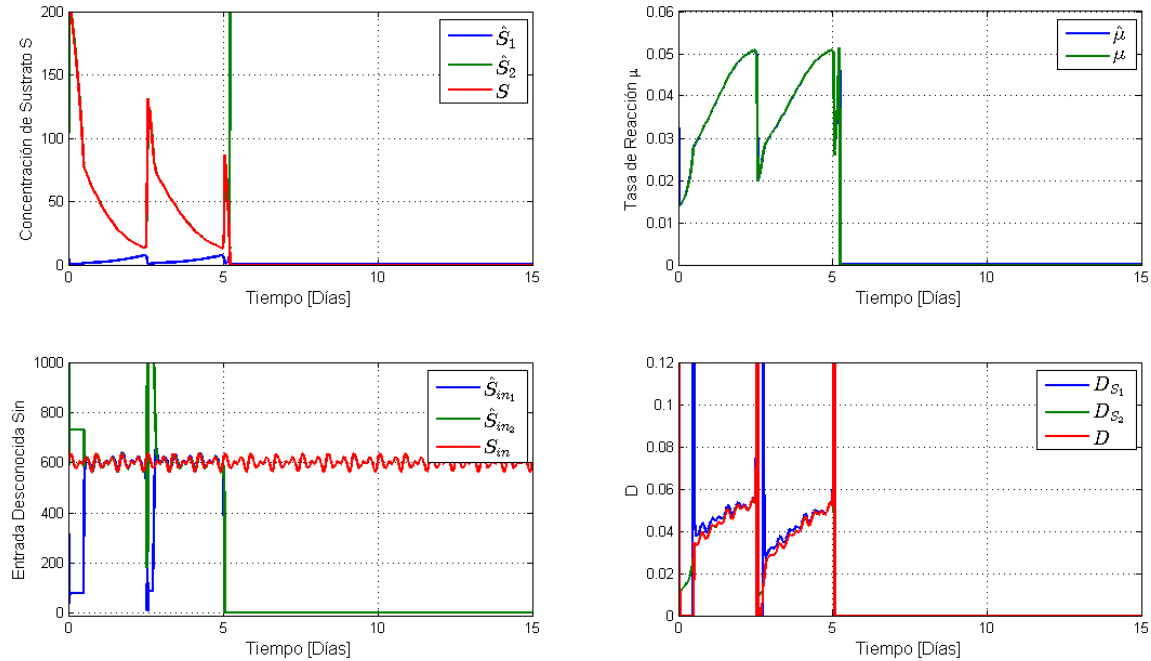 200
150
100
50
0
0
5
10
15
Concentración de Sustrato S
Tiempo [Días]
Ŝ₁
Ŝ₂
S
0.06
0.05
0.04
0.03
0.02
0.01
0
0
5
10
15
Tasa de Reacción µ
Tiempo [Días]
μ̂
μ
1000
800
600
400
200
0
0
5
10
15
Entrada Desconocida Sin
Tiempo [Días]
Ŝin₁
Ŝin₂
Sin
0.12
0.1
0.08
0.06
0.04
0.02
0
0
5
10
15
D
Tiempo [Días]
D_S₁
D_S₂
D